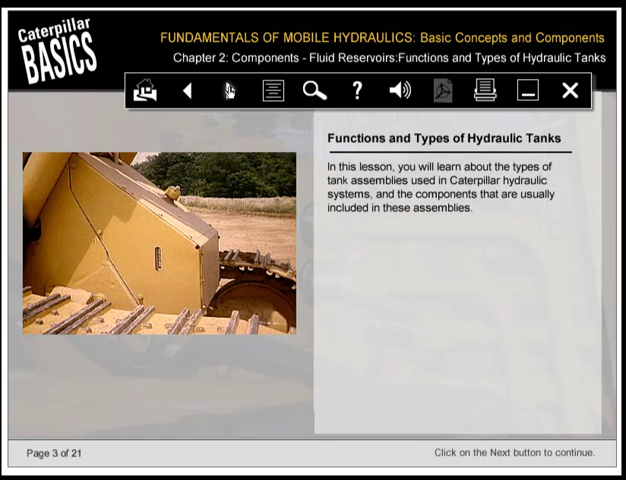 Caterpillar
BASICS
FUNDAMENTALS OF MOBILE HYDRAULICS: Basic Concepts and Components
Chapter 2: Components - Fluid Reservoirs:Functions and Types of Hydraulic Tanks
?
Functions and Types of Hydraulic Tanks
In this lesson, you will learn about the types of
tank assemblies used in Caterpillar hydraulic
systems, and the components that are usually
included in these assemblies.
Page 3 of 21
Click on the Next button to continue.